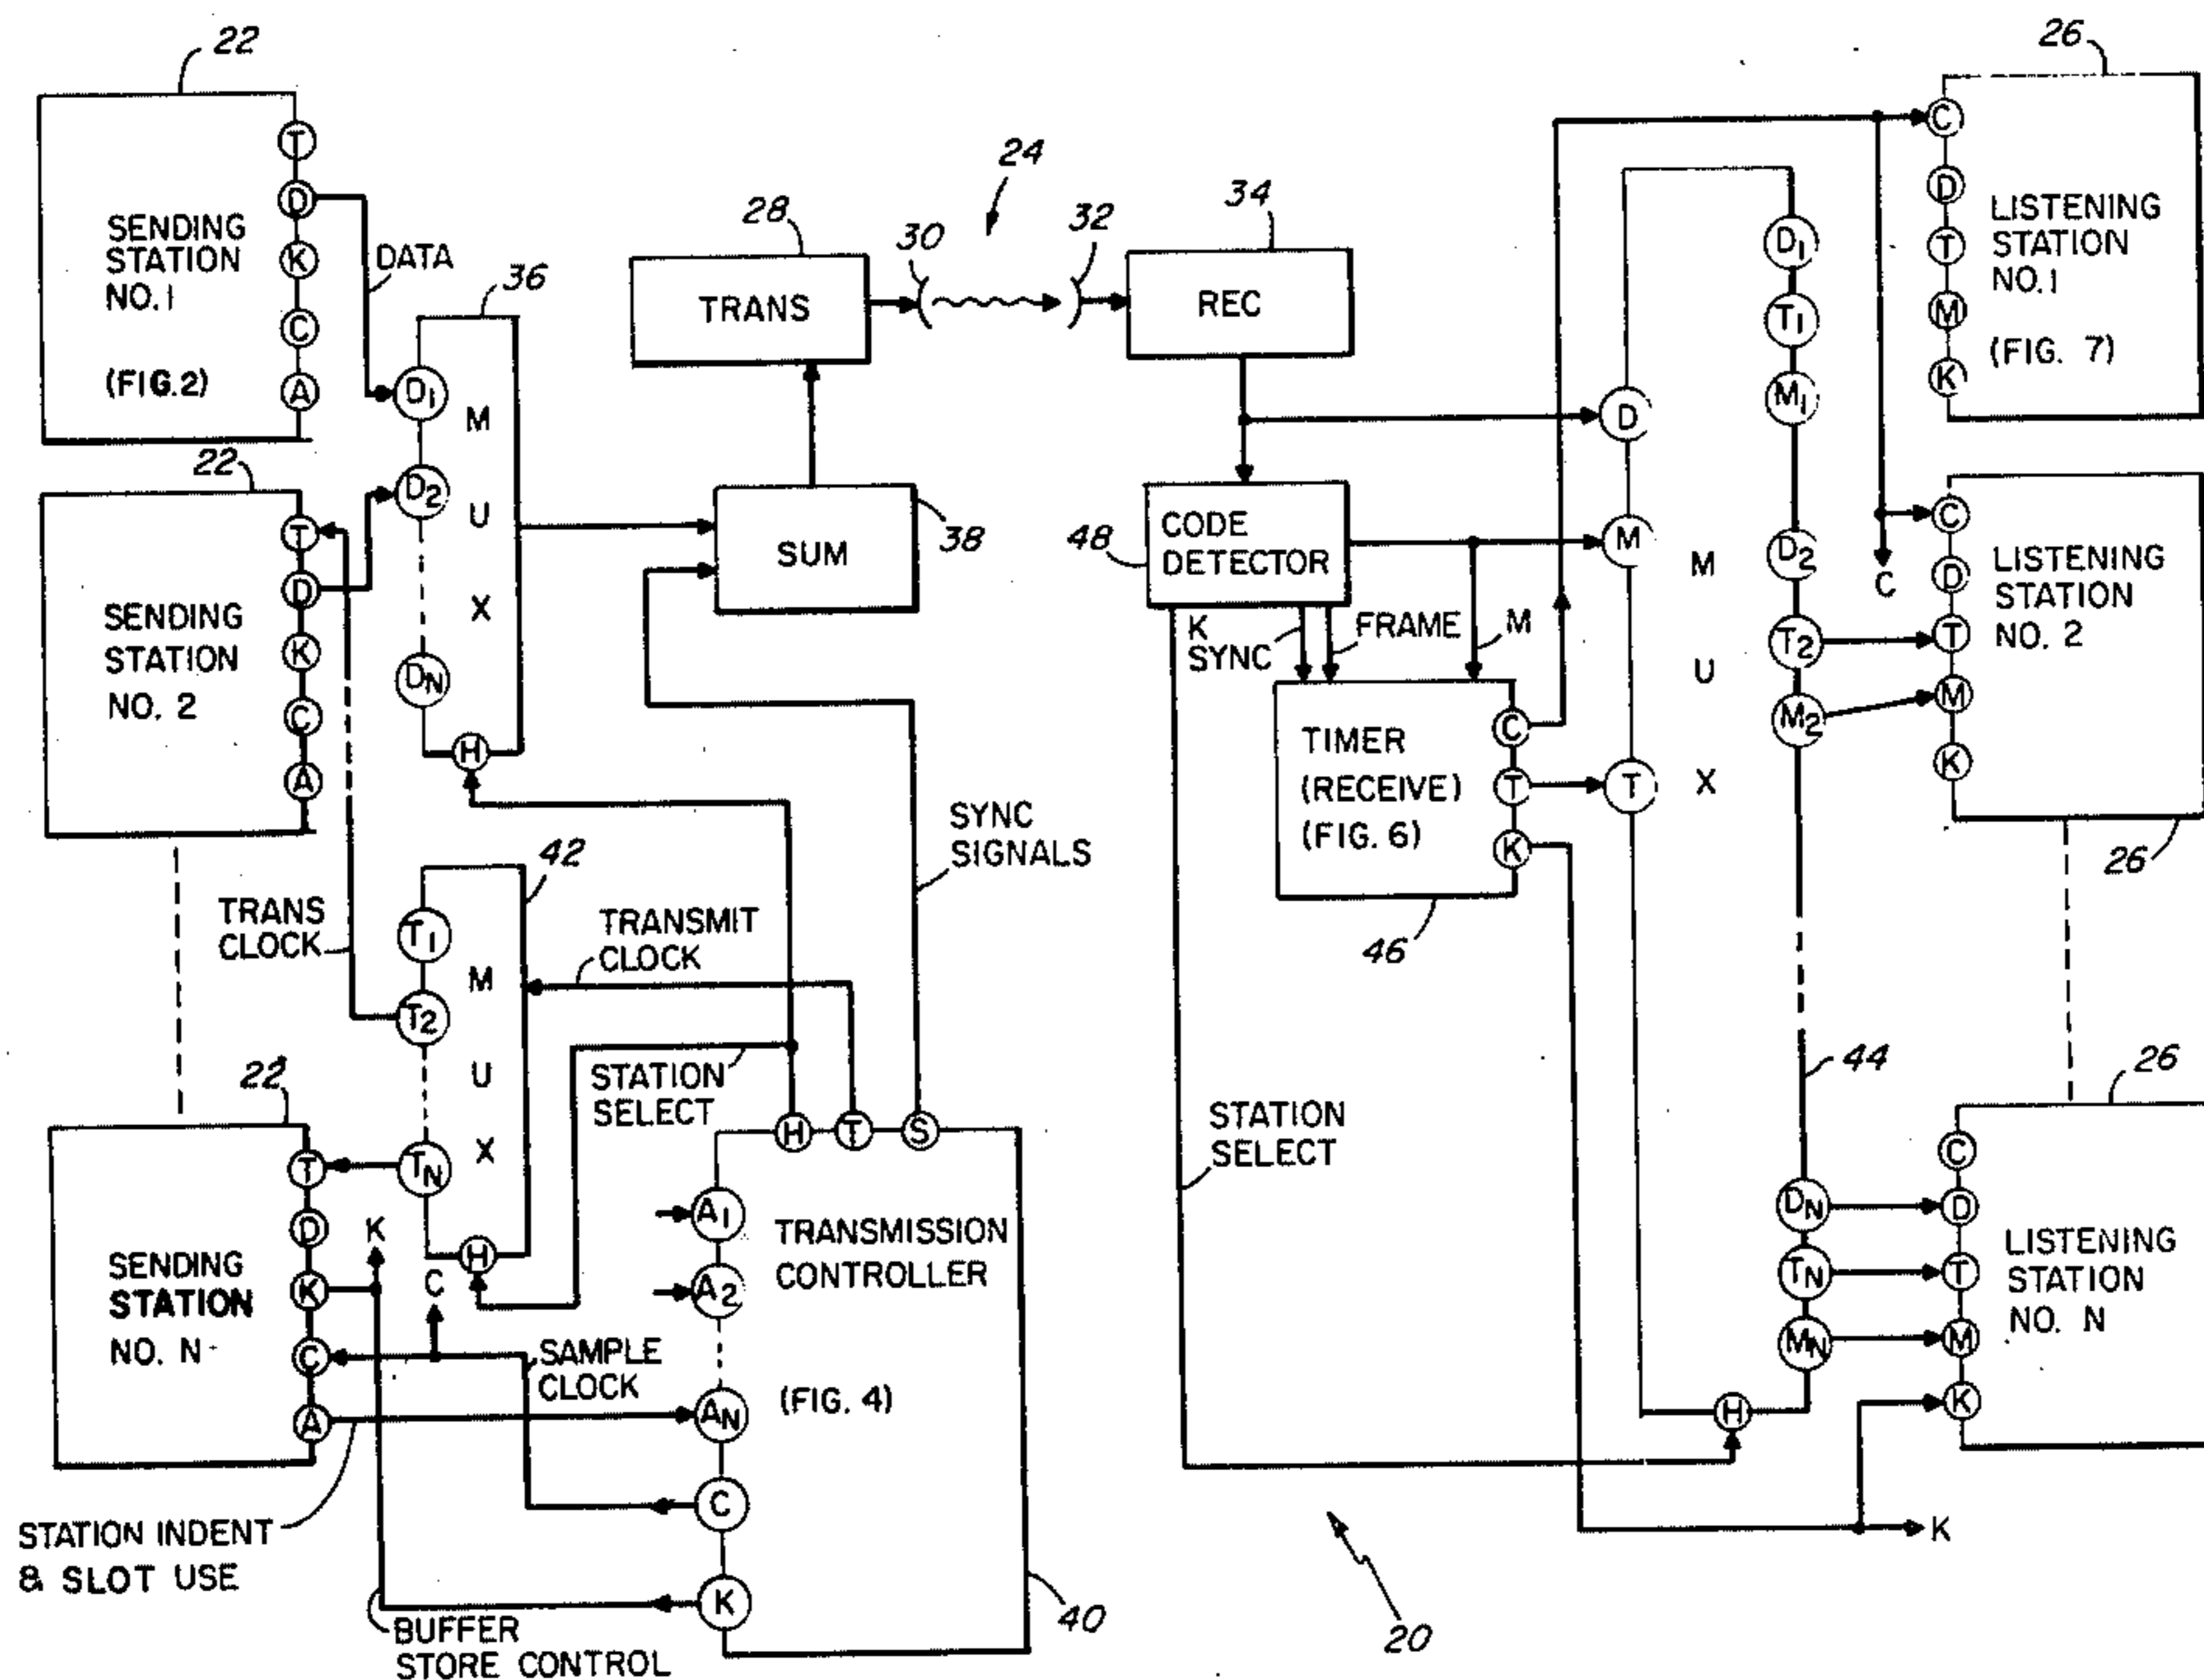 22
SENDING
STATION
NO. 1
(FIG.2)
T
D
K
C
A
DATA
22
SENDING
STATION
NO. 2
T
D
K
C
A
TRANS
CLOCK
22
SENDING
STATION
NO. N
T
D
K
C
A
K
C
STATION INDENT
& SLOT USE
BUFFER
STORE CONTROL
SAMPLE
CLOCK
36
D1
D2
DN
H
M
U
X
42
T1
T2
TN
H
M
U
X
TRANSMIT
CLOCK
STATION
SELECT
SYNC
SIGNALS
H
T
S
A1
A2
AN
C
K
TRANSMISSION
CONTROLLER
(FIG. 4)
40
28
TRANS
30
24
32
34
REC
SUM
38
48
CODE
DETECTOR
K
SYNC
FRAME
M
TIMER
(RECEIVE)
(FIG. 6)
C
T
K
46
STATION
SELECT
20
D
M
T
M
U
X
D1
T1
M1
D2
T2
M2
44
DN
TN
MN
H
26
C
D
T
M
K
LISTENING
STATION
NO. 1
(FIG. 7)
C
C
D
T
M
K
LISTENING
STATION
NO. 2
26
26
C
D
T
M
K
LISTENING
STATION
NO. N
K